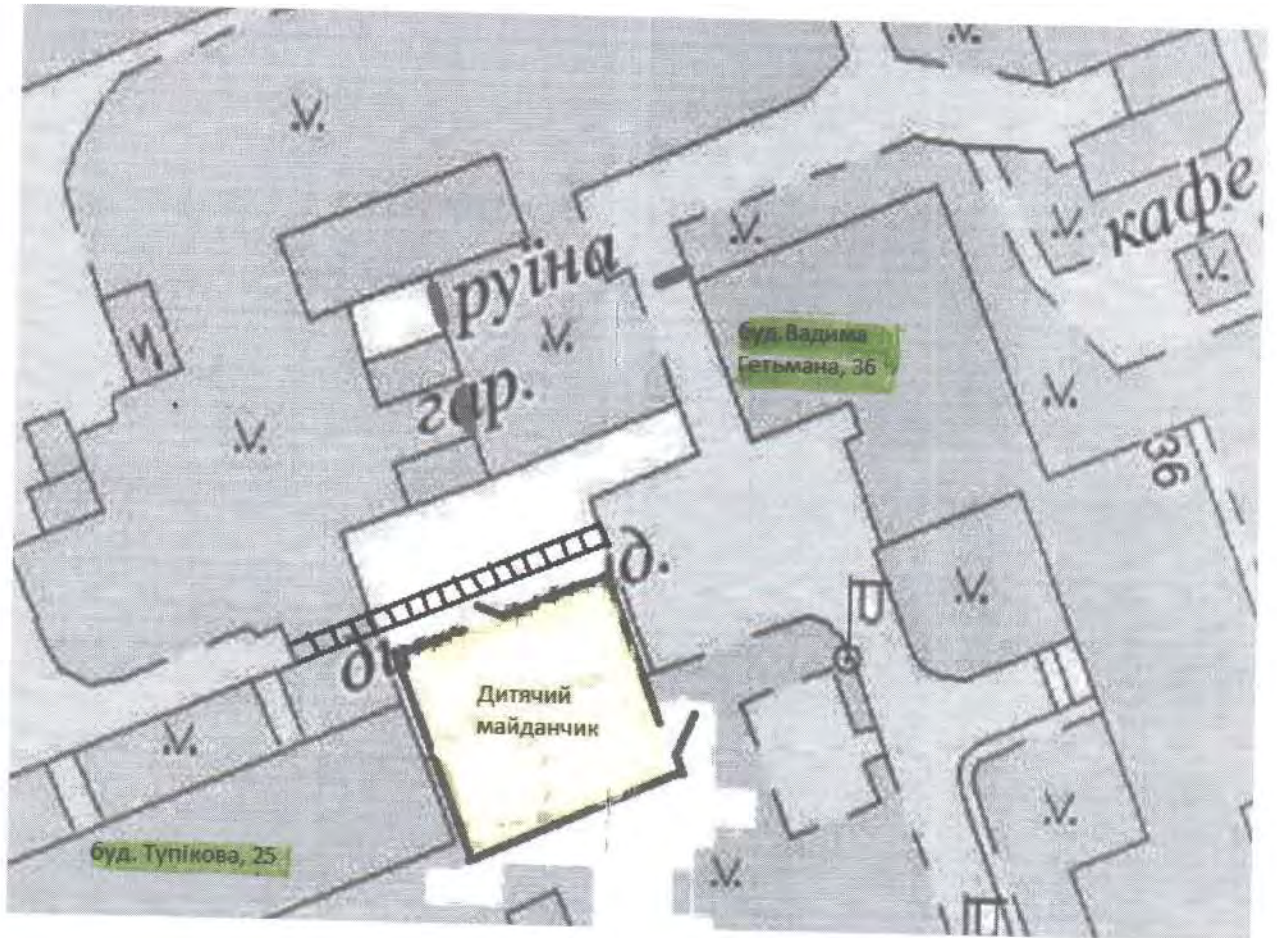 руїна
кафе
буд. Вадима
Гетьмана, 36
гар.
36
д.
Дитячий
майданчик
буд. Тупікова, 25